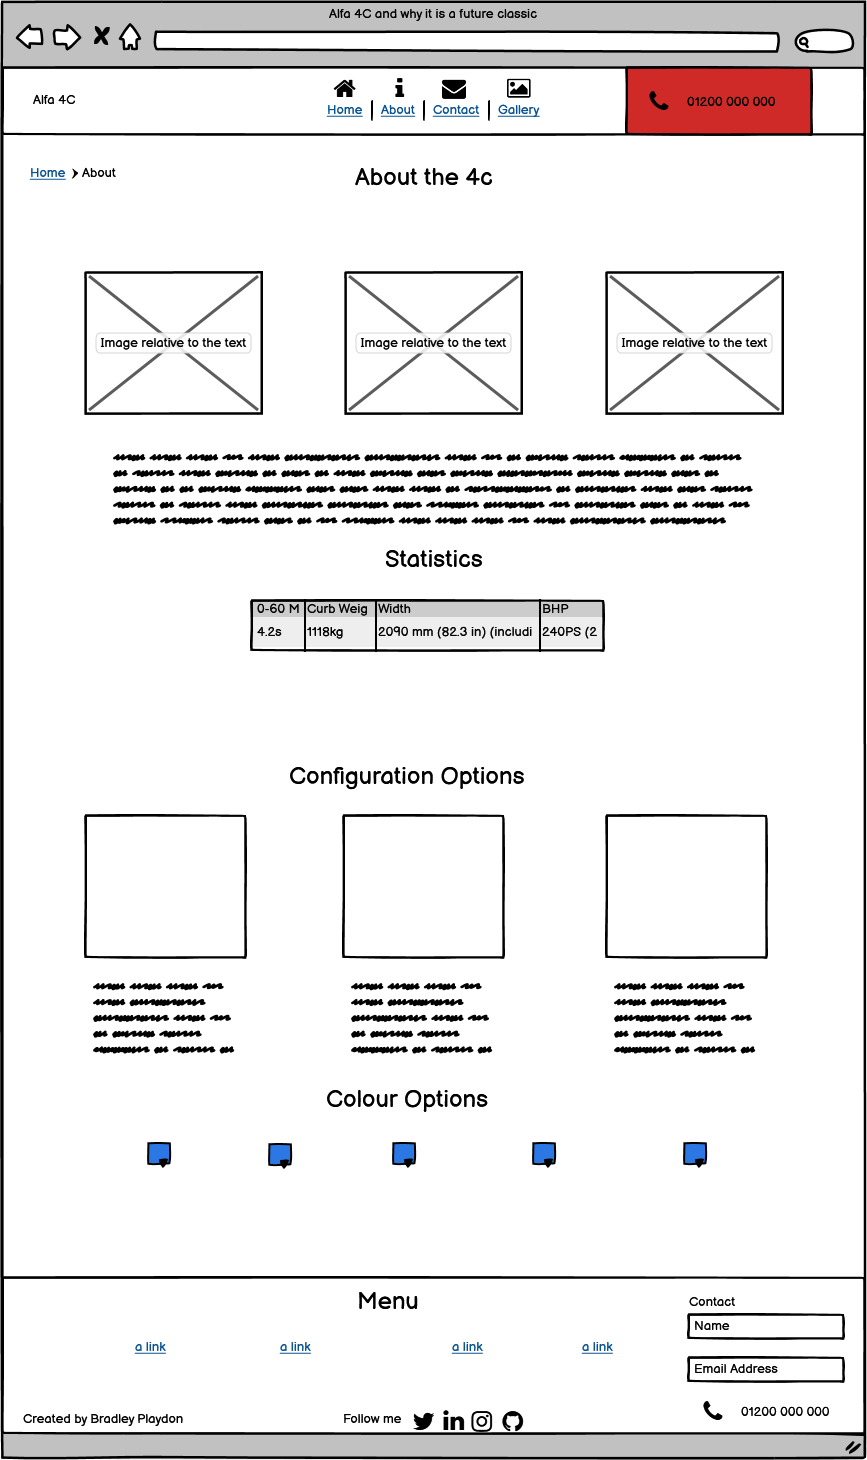 Alfa 4C and why it is a future classic
Alfa 4C
Home
About
Contact
Gallery
01200 000 000
Home
About
About the 4c
Image relative to the text
Image relative to the text
Image relative to the text
Statistics
0-60 M Curb Weig Width BHP
4.2s 1118kg 2090 mm (82.3 in) (includi 240PS (2
Configuration Options
Colour Options
Menu
a link
a link
a link
a link
Contact
Name
Email Address
01200 000 000
Created by Bradley Playdon
Follow me